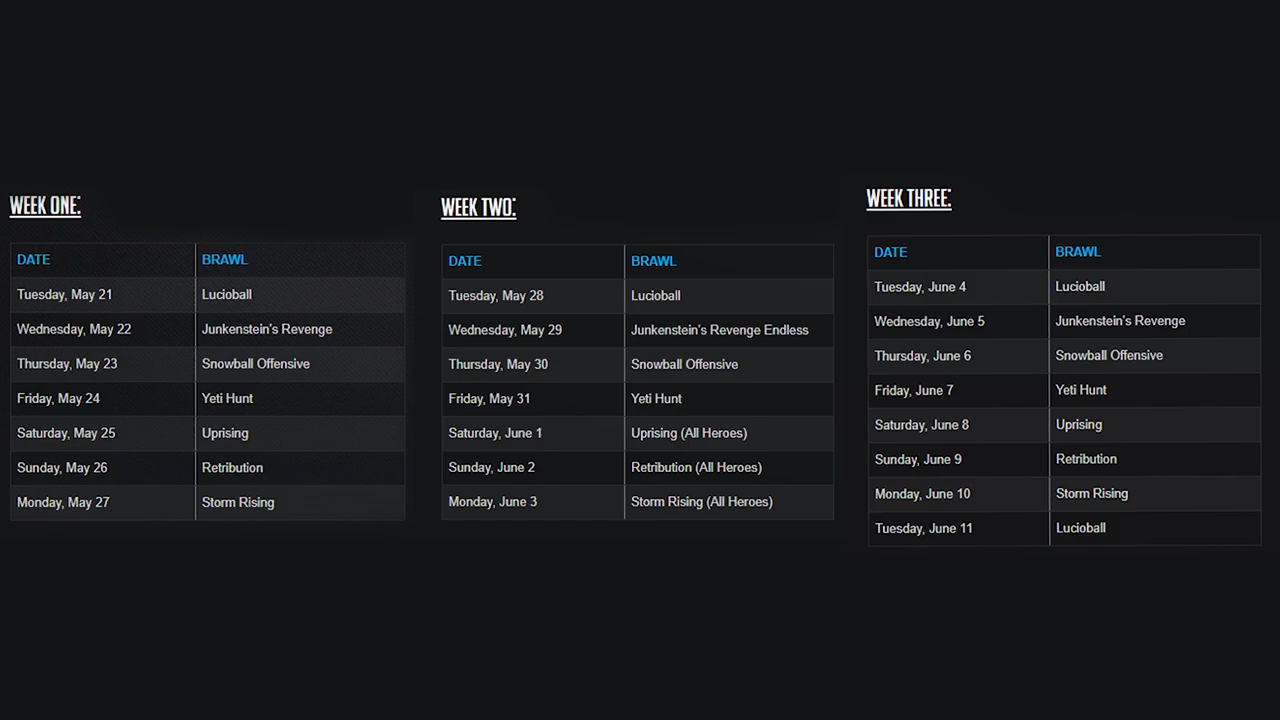 WEEK ONE:
DATE BRAWL
Tuesday, May 21 Lucioball
Wednesday, May 22 Junkenstein's Revenge
Thursday, May 23 Snowball Offensive
Friday, May 24 Yeti Hunt
Saturday, May 25 Uprising
Sunday, May 26 Retribution
Monday, May 27 Storm Rising
WEEK TWO:
DATE BRAWL
Tuesday, May 28 Lucioball
Wednesday, May 29 Junkenstein's Revenge Endless
Thursday, May 30 Snowball Offensive
Friday, May 31 Yeti Hunt
Saturday, June 1 Uprising (All Heroes)
Sunday, June 2 Retribution (All Heroes)
Monday, June 3 Storm Rising (All Heroes)
WEEK THREE:
DATE BRAWL
Tuesday, June 4 Lucioball
Wednesday, June 5 Junkenstein's Revenge
Thursday, June 6 Snowball Offensive
Friday, June 7 Yeti Hunt
Saturday, June 8 Uprising
Sunday, June 9 Retribution
Monday, June 10 Storm Rising
Tuesday, June 11 Lucioball